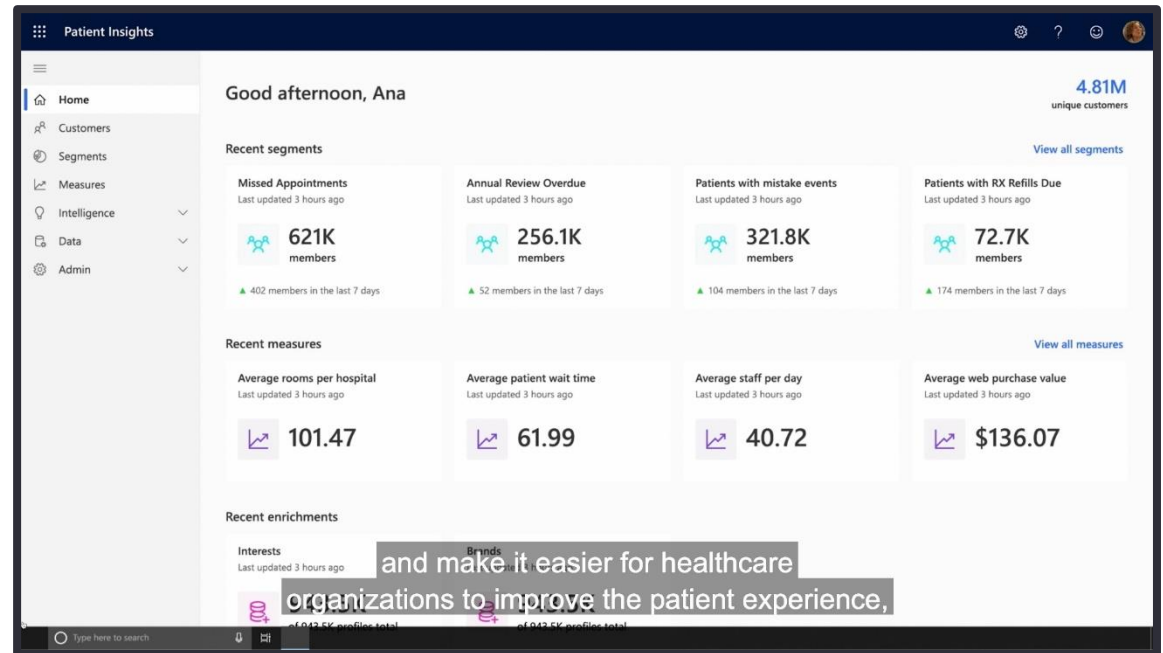 Patient Insights
Good afternoon, Ana
4.81M
unique customers
Home
Customers
Segments
Measures
Intelligence
Data
Admin
Recent segments
View all segments
Missed Appointments
Last updated 3 hours ago
621K
members
402 members in the last 7 days
Annual Review Overdue
Last updated 3 hours ago
256.1K
members
52 members in the last 7 days
Patients with mistake events
Last updated 3 hours ago
321.8K
members
104 members in the last 7 days
Patients with RX Refills Due
Last updated 3 hours ago
72.7K
members
174 members in the last 7 days
Recent measures
View all measures
Average rooms per hospital
Last updated 3 hours ago
101.47
Average patient wait time
Last updated 3 hours ago
61.99
Average staff per day
Last updated 3 hours ago
40.72
Average web purchase value
Last updated 3 hours ago
$136.07
Recent enrichments
Interests
Last updated 3 hours ago
of 943.5K profiles total
Brands
of 943.5K profiles total
and make it easier for healthcare
organizations to improve the patient experience,
Type here to search